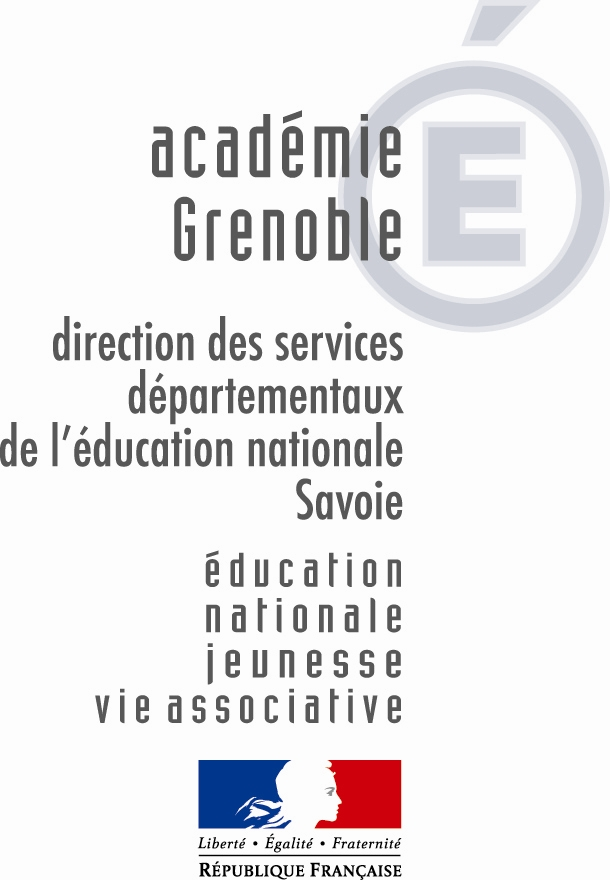 É
académie
Grenoble
direction des services
départementaux
de l'éducation nationale
Savoie
éducation
nationale
jeunesse
vie associative
Liberté • Égalité • Fraternité
RÉPUBLIQUE FRANÇAISE